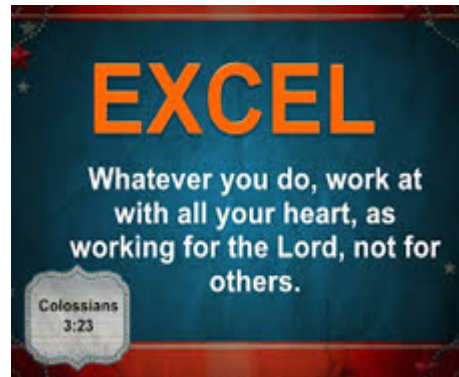 EXCEL
Whatever you do, work at
with all your heart, as
working for the Lord, not for
others.
Colossians
3:23